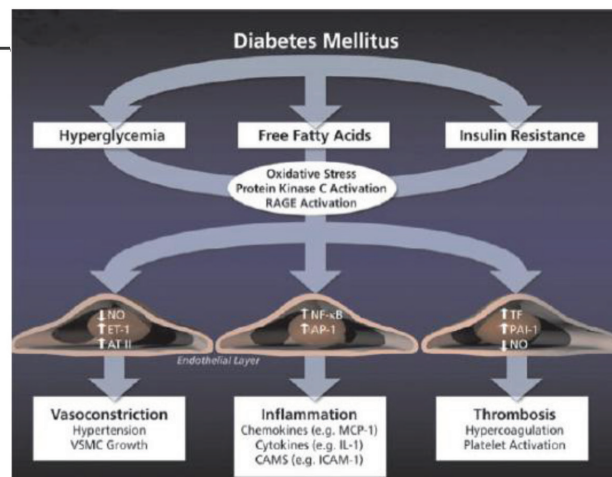 Diabetes Mellitus
Hyperglycemia
Free Fatty Acids
Insulin Resistance
Oxidative Stress
Protein Kinase C Activation
RAGE Activation
↓NO
↑ET-1
↑AT II
↑NF-κB
↑AP-1
↑TF
↑PAI-1
↓NO
Endothelial Layer
Vasoconstriction
Hypertension
VSMC Growth
Inflammation
Chemokines (e.g. MCP-1)
Cytokines (e.g. IL-1)
CAMS (e.g. ICAM-1)
Thrombosis
Hypercoagulation
Platelet Activation